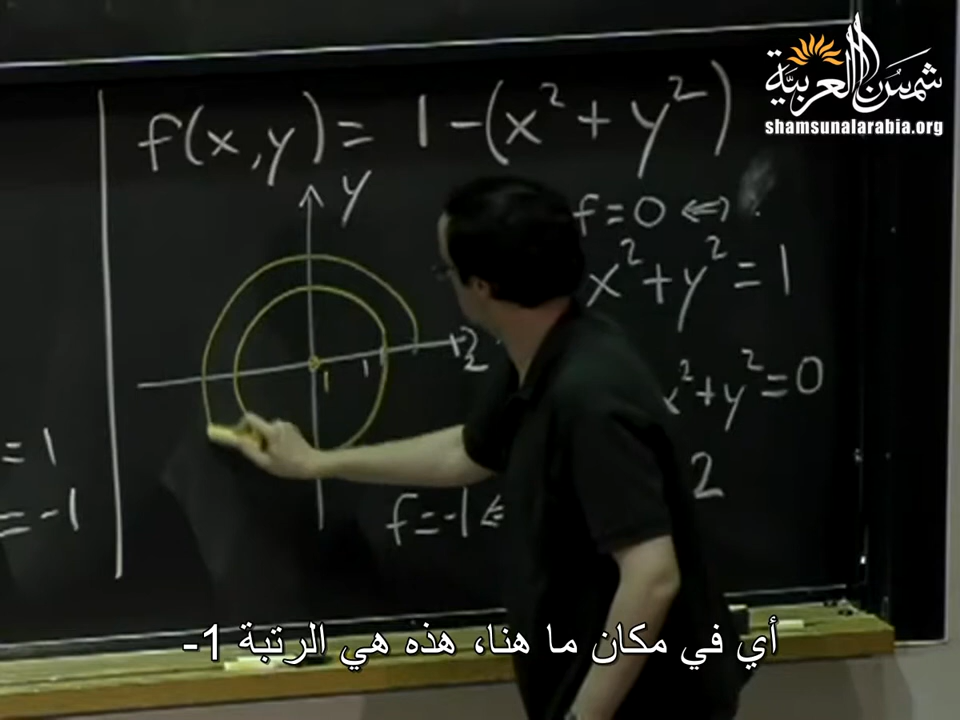 شمس العربية
shamsunalarabia.org
f(x,y) = 1-(x²+y²)
y
f=0 ⇔
x²+y²=1
1
1
2
x²+y²=0
= 1
= -1
f=-1 ⇐
2
أي في مكان ما هنا، هذه هي الرتبة 1-